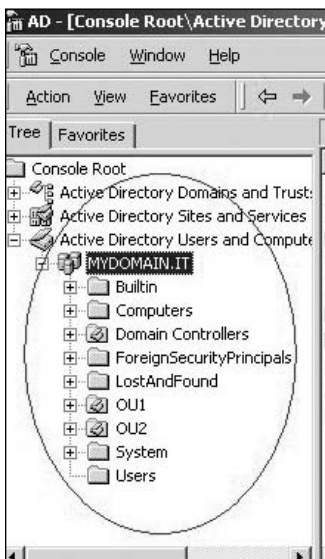 AD - [Console Root\Active Directory
Console Window Help
Action View Favorites
Tree Favorites
Console Root
Active Directory Domains and Trust
Active Directory Sites and Services
Active Directory Users and Compute
MYDOMAIN.IT
Builtin
Computers
Domain Controllers
ForeignSecurityPrincipals
LostAndFound
OU1
OU2
System
Users